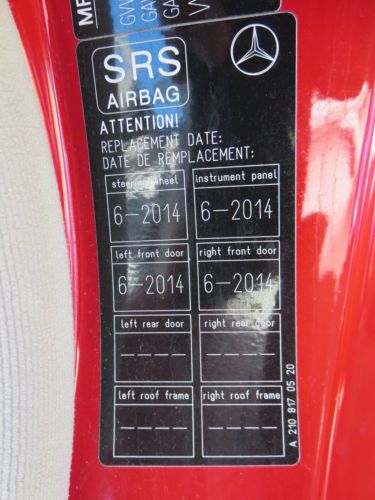 SRS
AIRBAG
ATTENTION!
REPLACEMENT DATE:
DATE DE REMPLACEMENT:
steering wheel instrument panel
6-2014 6-2014
left front door right front door
6-2014 6-2014
left rear door right rear door
---- ----
left roof frame right roof frame
---- ----
A 210 817 05 20